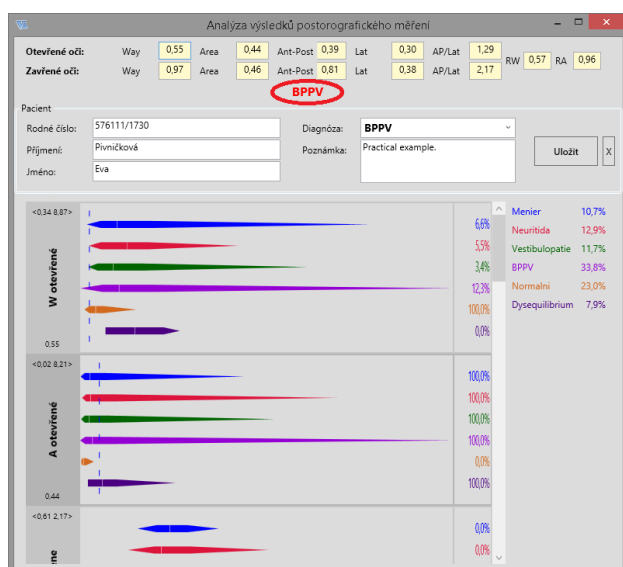 Analýza výsledků postorografického měření
Otevřené oči: Way 0,55 Area 0,44 Ant-Post 0,39 Lat 0,30 AP/Lat 1,29
RW 0,57 RA 0,96
Zavřené oči: Way 0,97 Area 0,46 Ant-Post 0,81 Lat 0,38 AP/Lat 2,17
BPPV
Pacient
Rodné číslo: 576111/1730 Diagnóza: BPPV
Příjmení: Pivničková Poznámka: Practical example.
Uložit X
Jméno: Eva
<0,34 8,87>
W otevřené
0,55
6,6%
5,5%
3,4%
12,3%
100,0%
0,0%
Menier 10,7%
Neuritida 12,9%
Vestibulopatie 11,7%
BPPV 33,8%
Normalni 23,0%
Dysequilibrium 7,9%
<0,02 8,21>
A otevřené
0,44
100,0%
100,0%
100,0%
100,0%
0,0%
100,0%
<0,61 2,17>
0,0%
0,0%